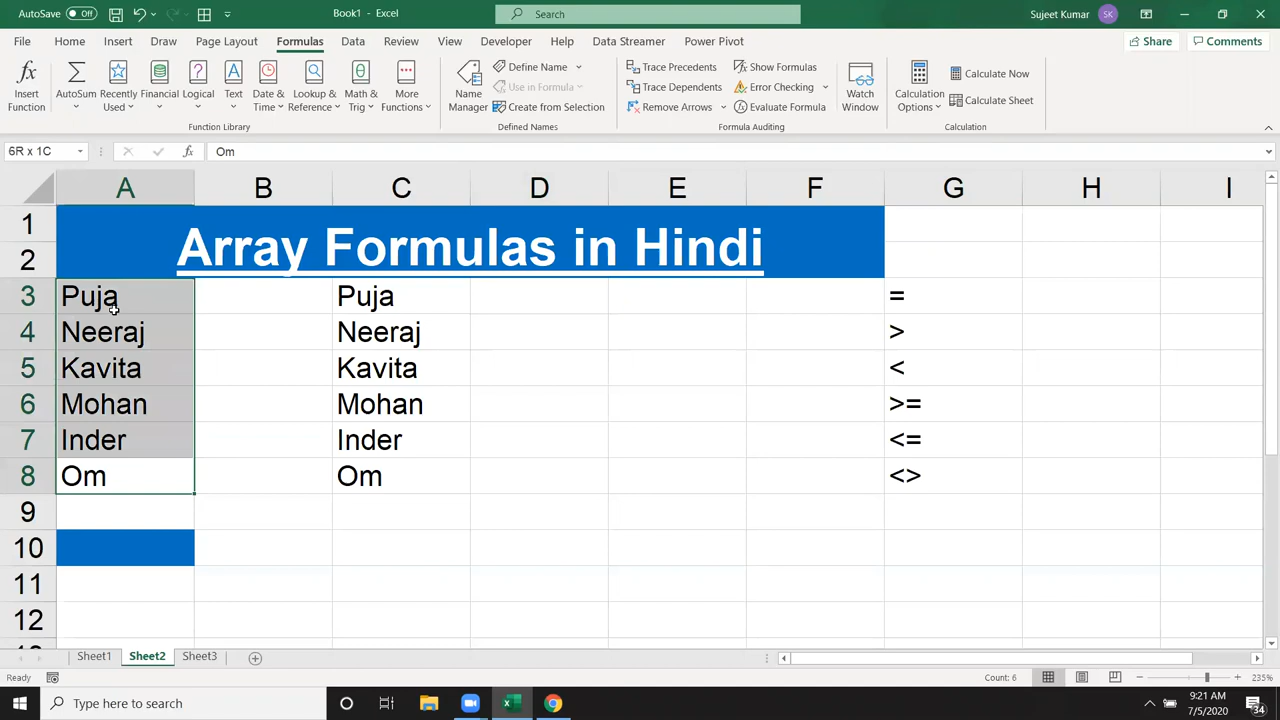 AutoSave Off Book1 - Excel Search Sujeet Kumar SK
File Home Insert Draw Page Layout Formulas Data Review View Developer Help Data Streamer Power Pivot Share Comments
Insert Function
AutoSum
Recently Used
Financial
Logical
Text
Date & Time
Lookup & Reference
Math & Trig
More Functions
Function Library
Name Manager
Define Name
Use in Formula
Create from Selection
Defined Names
Trace Precedents
Trace Dependents
Remove Arrows
Show Formulas
Error Checking
Evaluate Formula
Formula Auditing
Watch Window
Calculation Options
Calculate Now
Calculate Sheet
Calculation
6R x 1C fx Om
A B C D E F G H I
1
2 Array Formulas in Hindi
3 Puja Puja =
4 Neeraj Neeraj >
5 Kavita Kavita <
6 Mohan Mohan >=
7 Inder Inder <=
8 Om Om <>
9
10
11
12
Sheet1 Sheet2 Sheet3
Ready Count: 6 235%
Type here to search 9:21 AM
7/5/2020 34